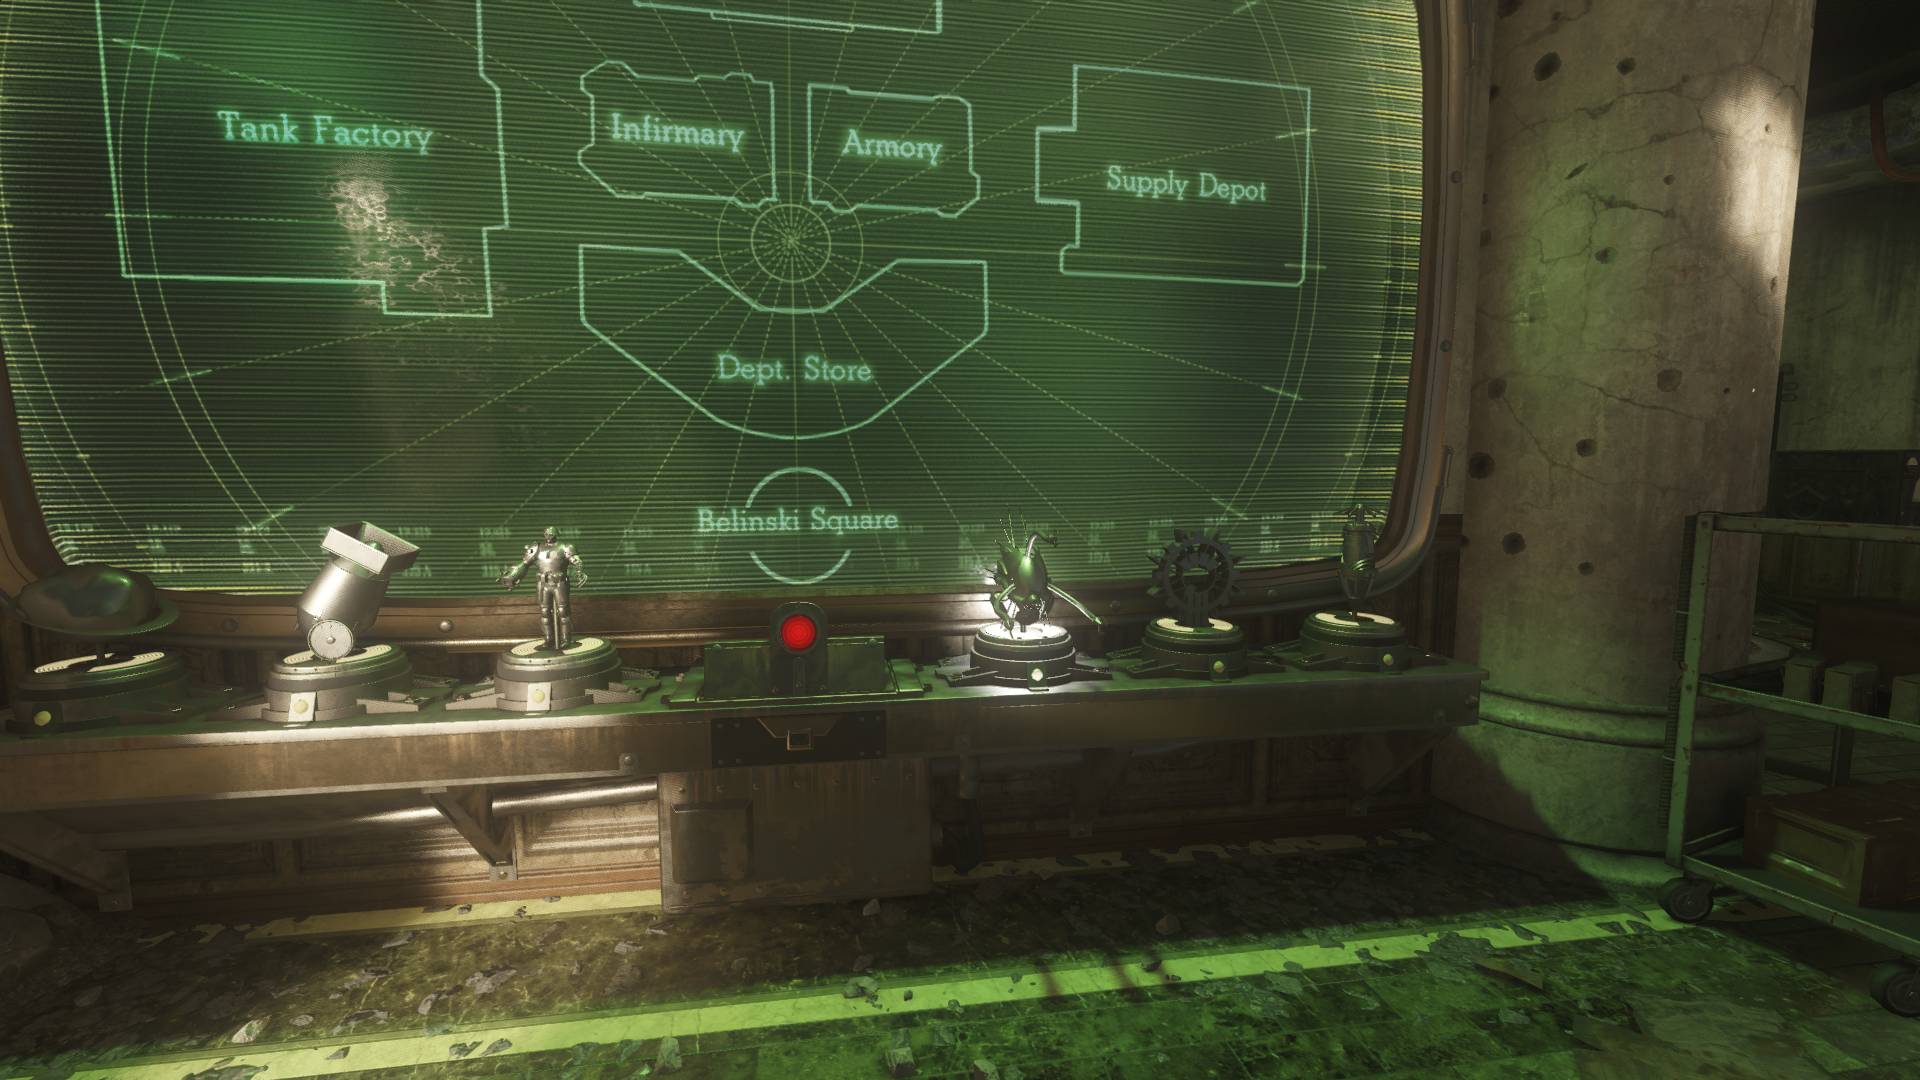 Tank Factory
Infirmary
Armory
Supply Depot
Dept. Store
Belinski Square